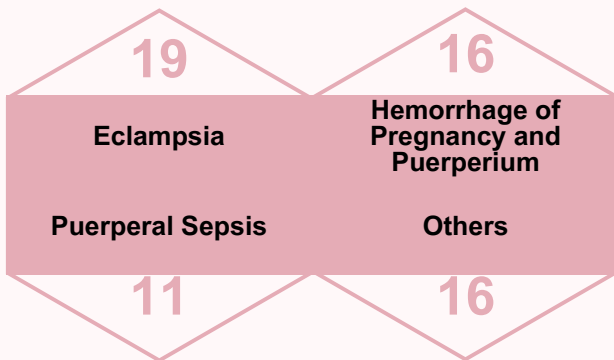 19
Eclampsia
16
Hemorrhage of
Pregnancy and
Puerperium
Puerperal Sepsis
11
Others
16